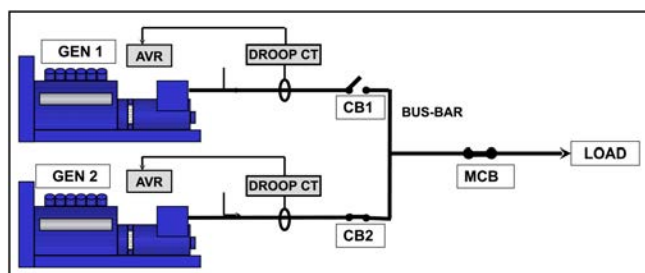 GEN 1
AVR
DROOP CT
CB1
BUS-BAR
LOAD
MCB
GEN 2
AVR
DROOP CT
CB2